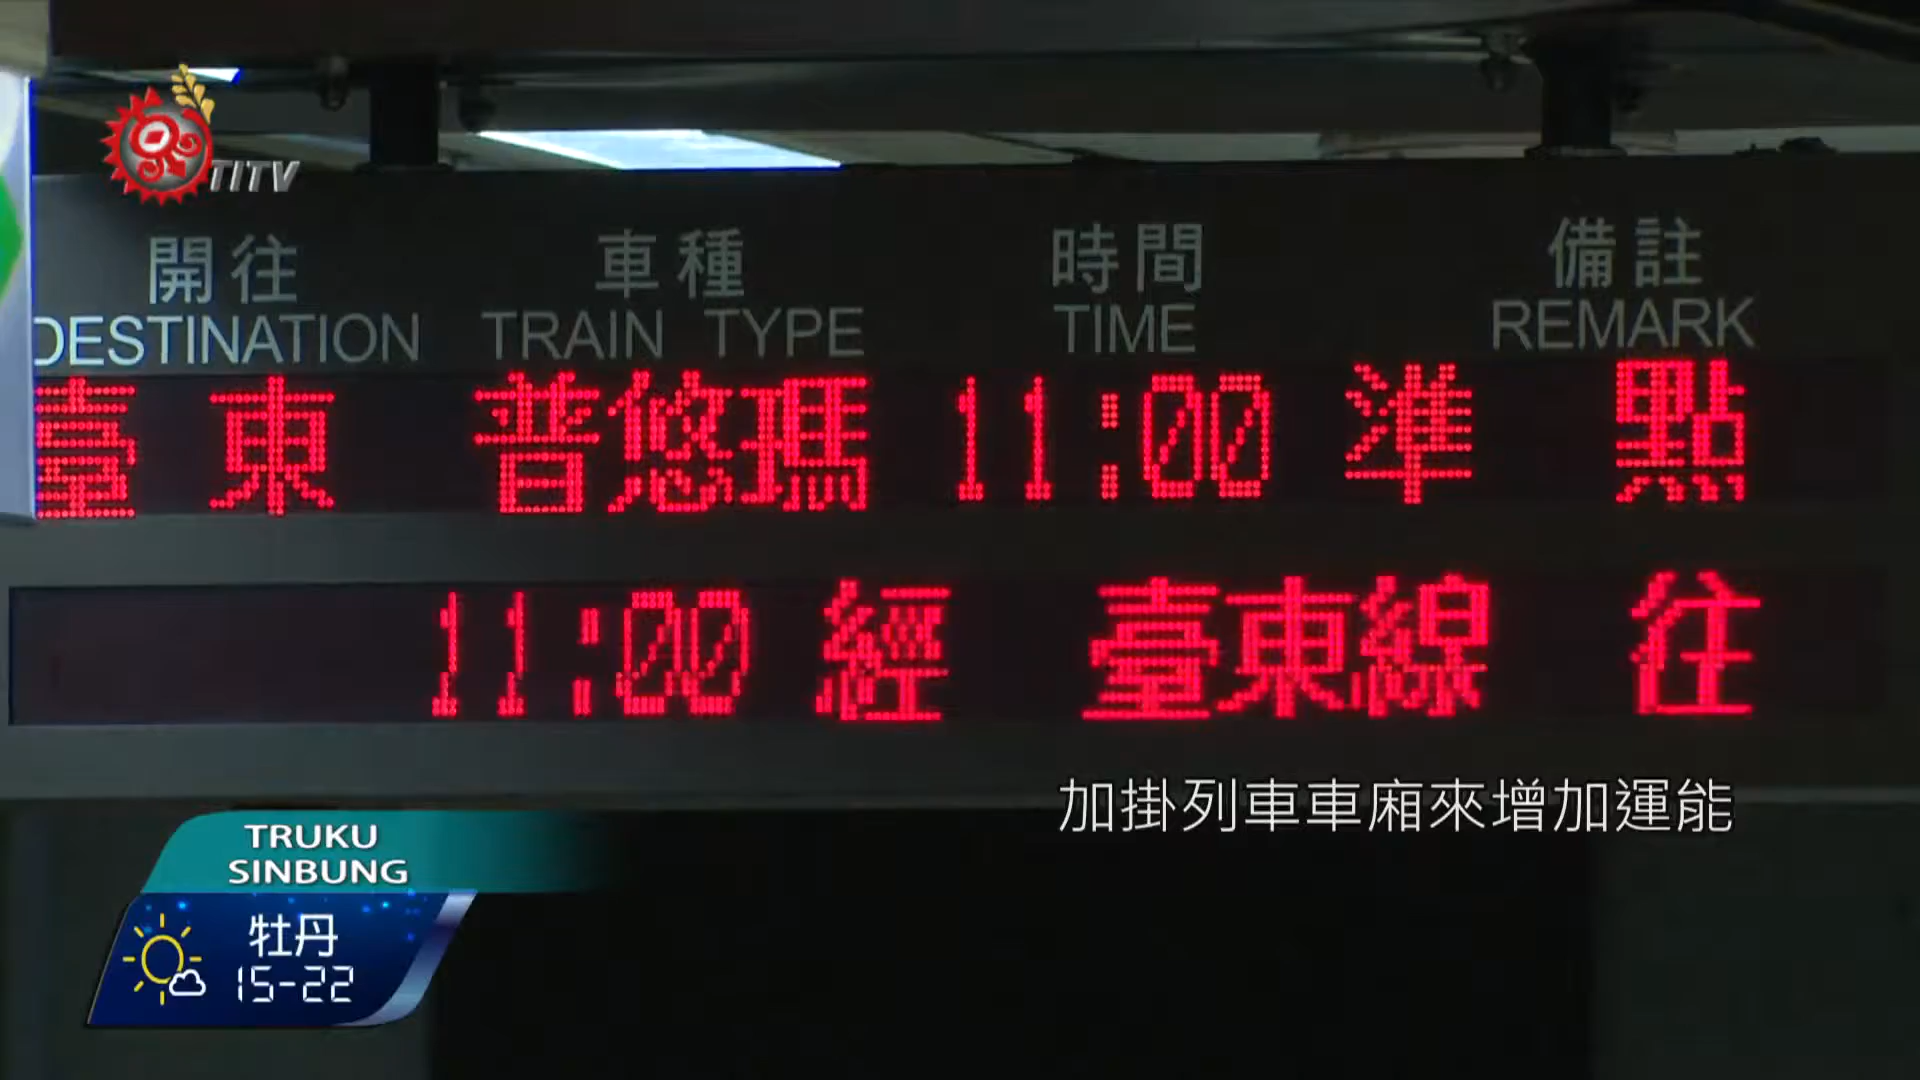 TITV
開往 車種 時間 備註
DESTINATION TRAIN TYPE TIME REMARK
臺東 普悠瑪 11:00 準點
11:00 經 臺東線 往
加掛列車車廂來增加運能
TRUKU
SINBUNG
牡丹
15-22